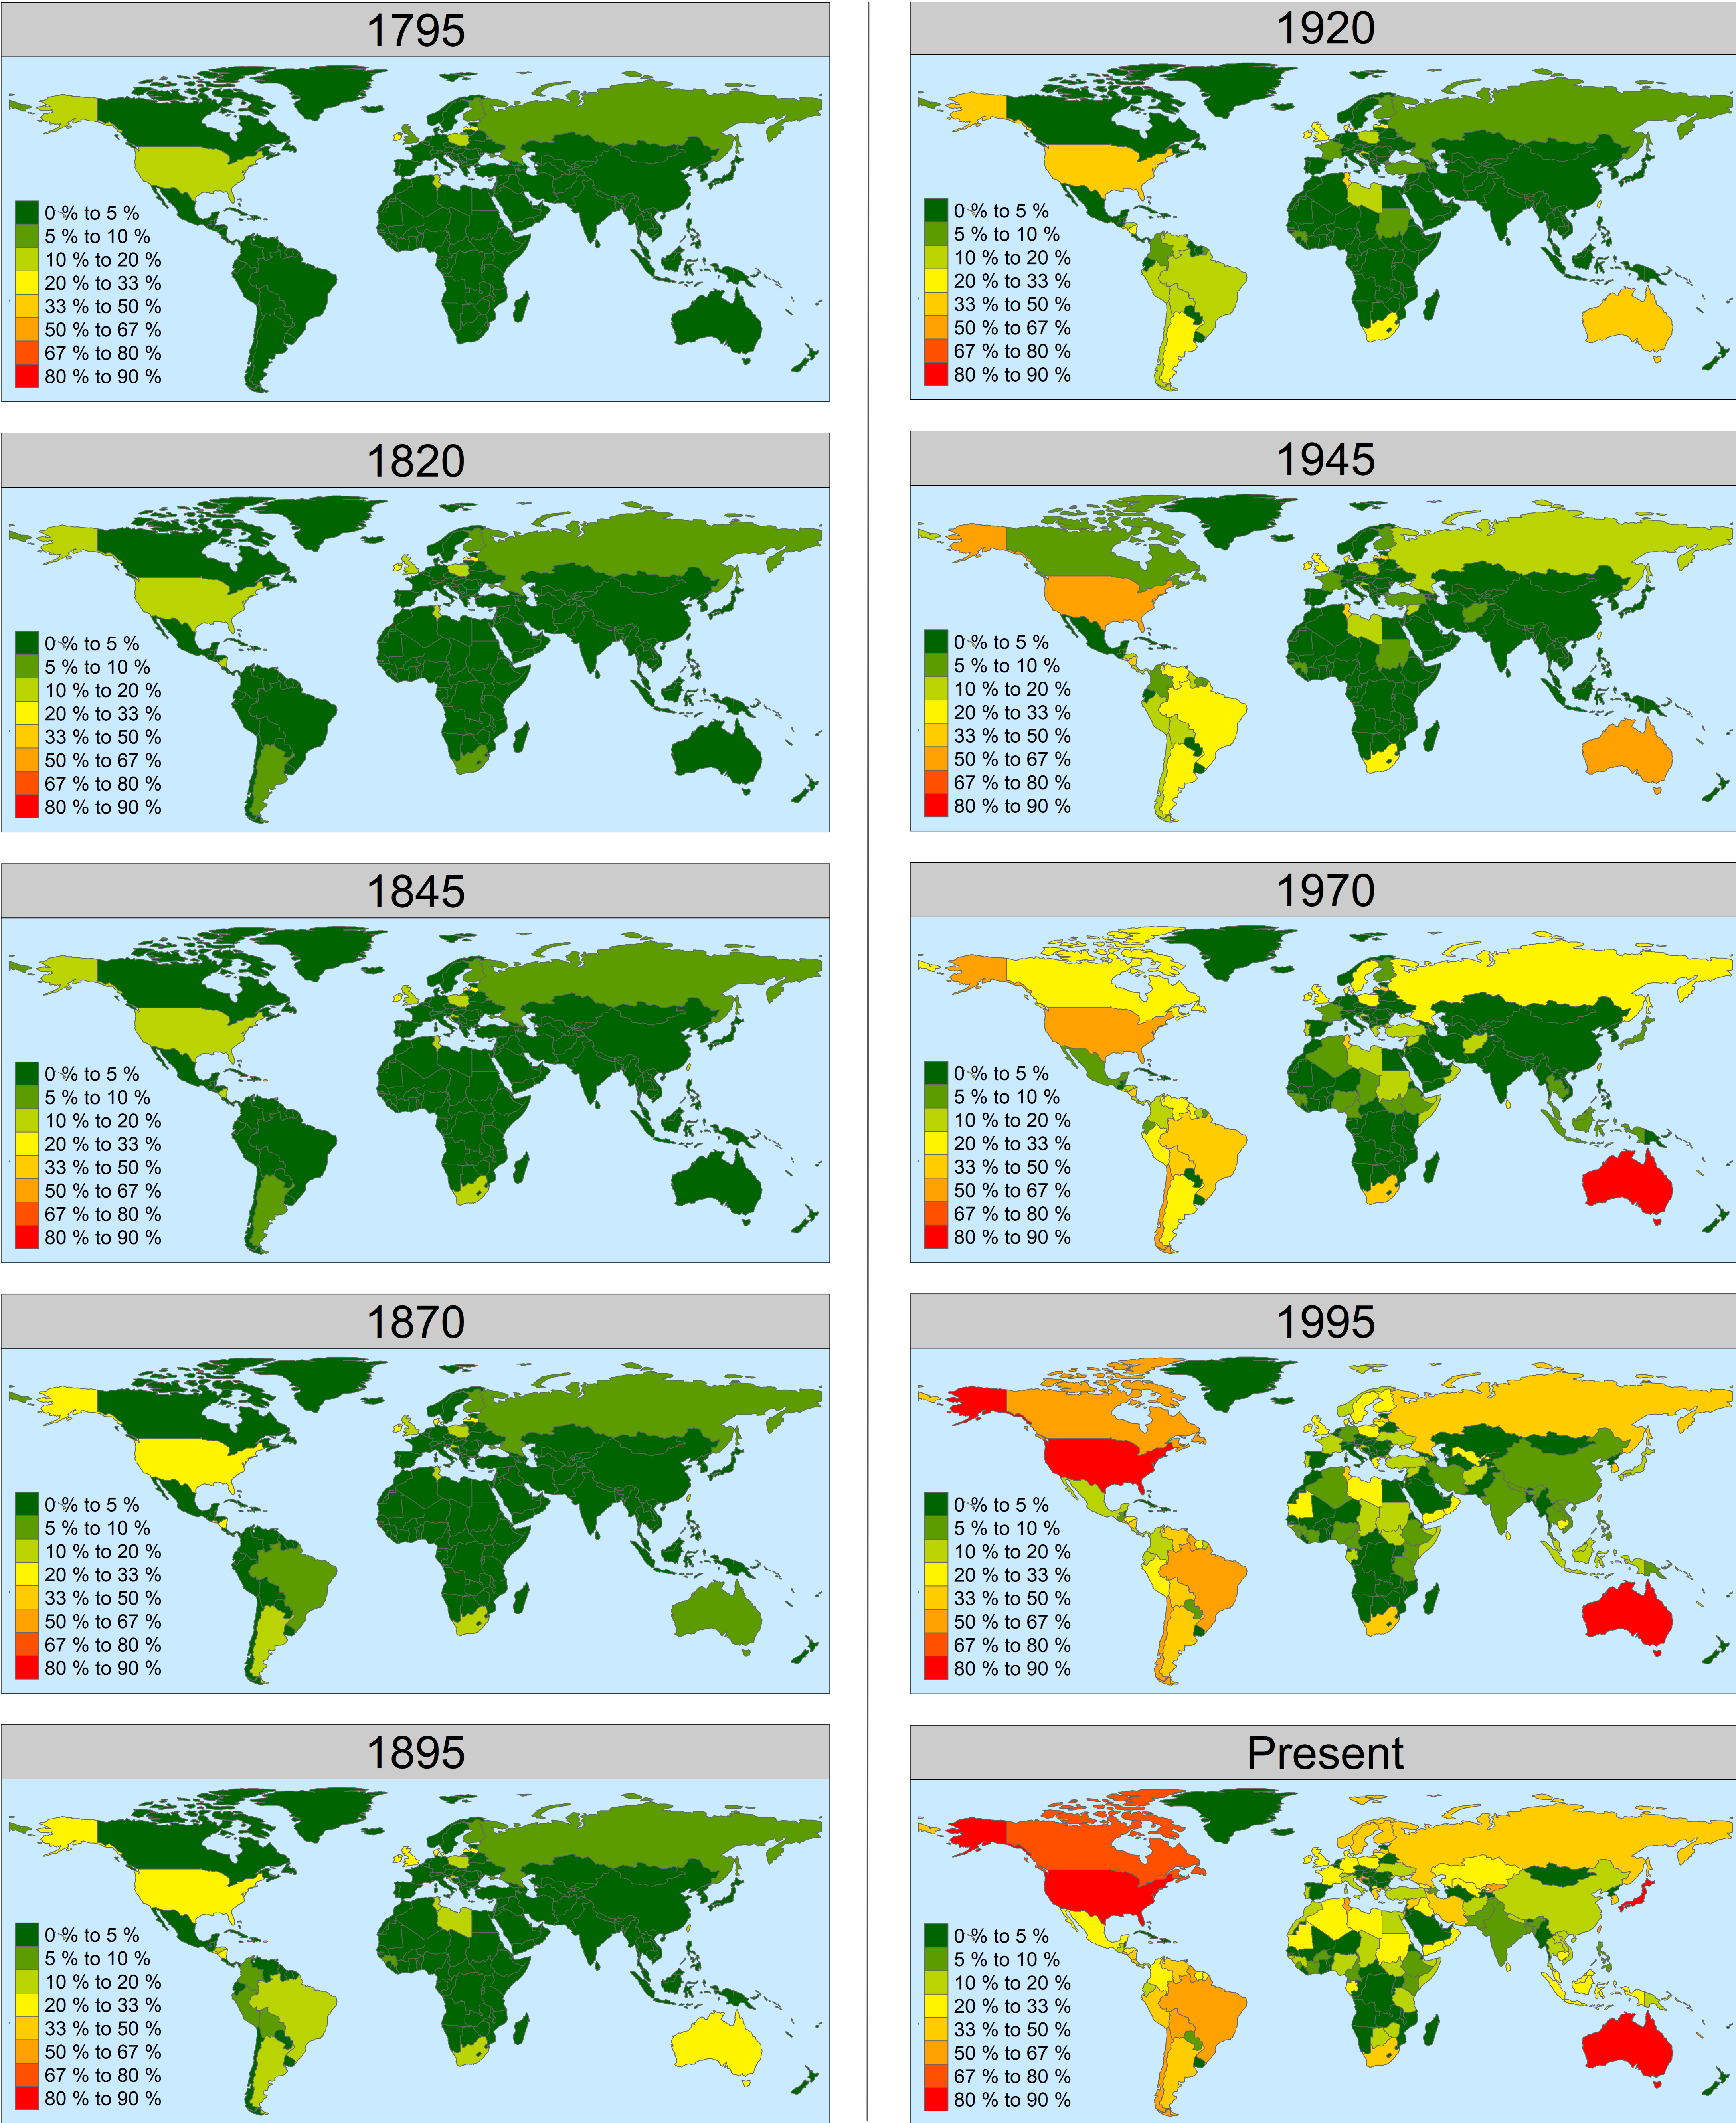 1795
0 % to 5 %
5 % to 10 %
10 % to 20 %
20 % to 33 %
33 % to 50 %
50 % to 67 %
67 % to 80 %
80 % to 90 %
1820
0 % to 5 %
5 % to 10 %
10 % to 20 %
20 % to 33 %
33 % to 50 %
50 % to 67 %
67 % to 80 %
80 % to 90 %
1845
0 % to 5 %
5 % to 10 %
10 % to 20 %
20 % to 33 %
33 % to 50 %
50 % to 67 %
67 % to 80 %
80 % to 90 %
1870
0 % to 5 %
5 % to 10 %
10 % to 20 %
20 % to 33 %
33 % to 50 %
50 % to 67 %
67 % to 80 %
80 % to 90 %
1895
0 % to 5 %
5 % to 10 %
10 % to 20 %
20 % to 33 %
33 % to 50 %
50 % to 67 %
67 % to 80 %
80 % to 90 %
1920
0 % to 5 %
5 % to 10 %
10 % to 20 %
20 % to 33 %
33 % to 50 %
50 % to 67 %
67 % to 80 %
80 % to 90 %
1945
0 % to 5 %
5 % to 10 %
10 % to 20 %
20 % to 33 %
33 % to 50 %
50 % to 67 %
67 % to 80 %
80 % to 90 %
1970
0 % to 5 %
5 % to 10 %
10 % to 20 %
20 % to 33 %
33 % to 50 %
50 % to 67 %
67 % to 80 %
80 % to 90 %
1995
0 % to 5 %
5 % to 10 %
10 % to 20 %
20 % to 33 %
33 % to 50 %
50 % to 67 %
67 % to 80 %
80 % to 90 %
Present
0 % to 5 %
5 % to 10 %
10 % to 20 %
20 % to 33 %
33 % to 50 %
50 % to 67 %
67 % to 80 %
80 % to 90 %